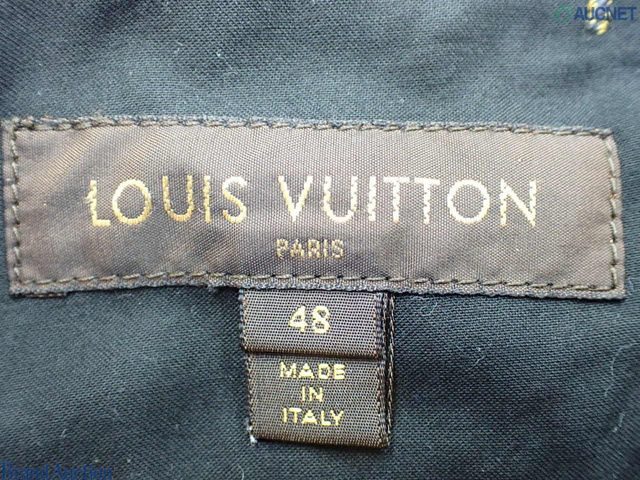 AUCNET
LOUIS VUITTON
PARIS
48
MADE
IN
ITALY
Brand Auction